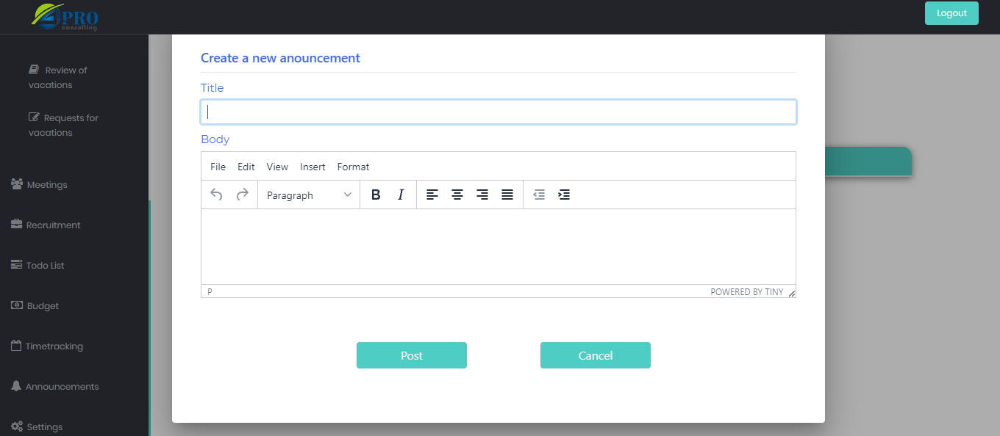 4PRO
consulting
Logout
Review of
vacations
Requests for
vacations
Meetings
Recruitment
Todo List
Budget
Timetracking
Announcements
Settings
Create a new anouncement
Title
Body
File Edit View Insert Format
Paragraph B I
P POWERED BY TINY
Post Cancel